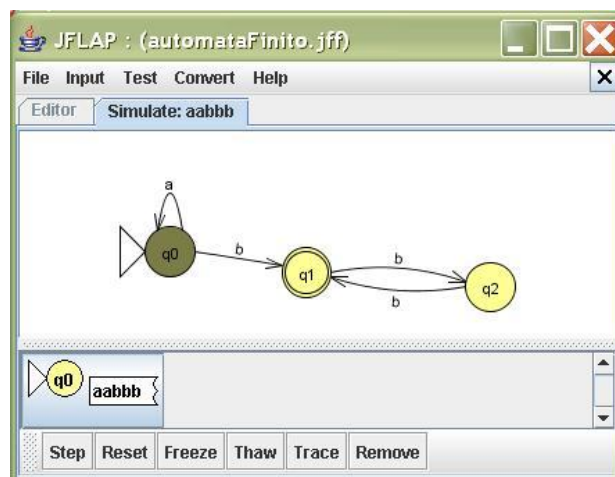 JFLAP : (automataFinito.jff)
File Input Test Convert Help
Editor Simulate: aabbb
a
b
b
q0
q1
q2
b
q0
aabbb
Step Reset Freeze Thaw Trace Remove